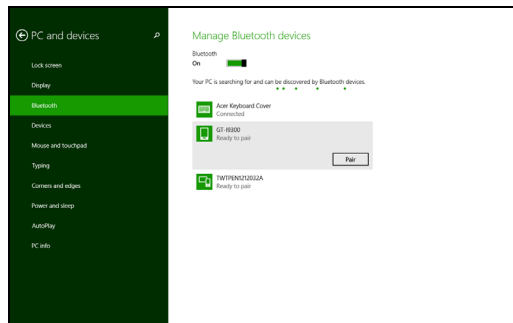 PC and devices
Lock screen
Display
Bluetooth
Devices
Mouse and touchpad
Typing
Corners and edges
Power and sleep
AutoPlay
PC info
Manage Bluetooth devices
Bluetooth
On
Your PC is searching for and can be discovered by Bluetooth devices.
Acer Keyboard Cover
Connected
GT-I9300
Ready to pair
Pair
TWTPEN1212032A
Ready to pair